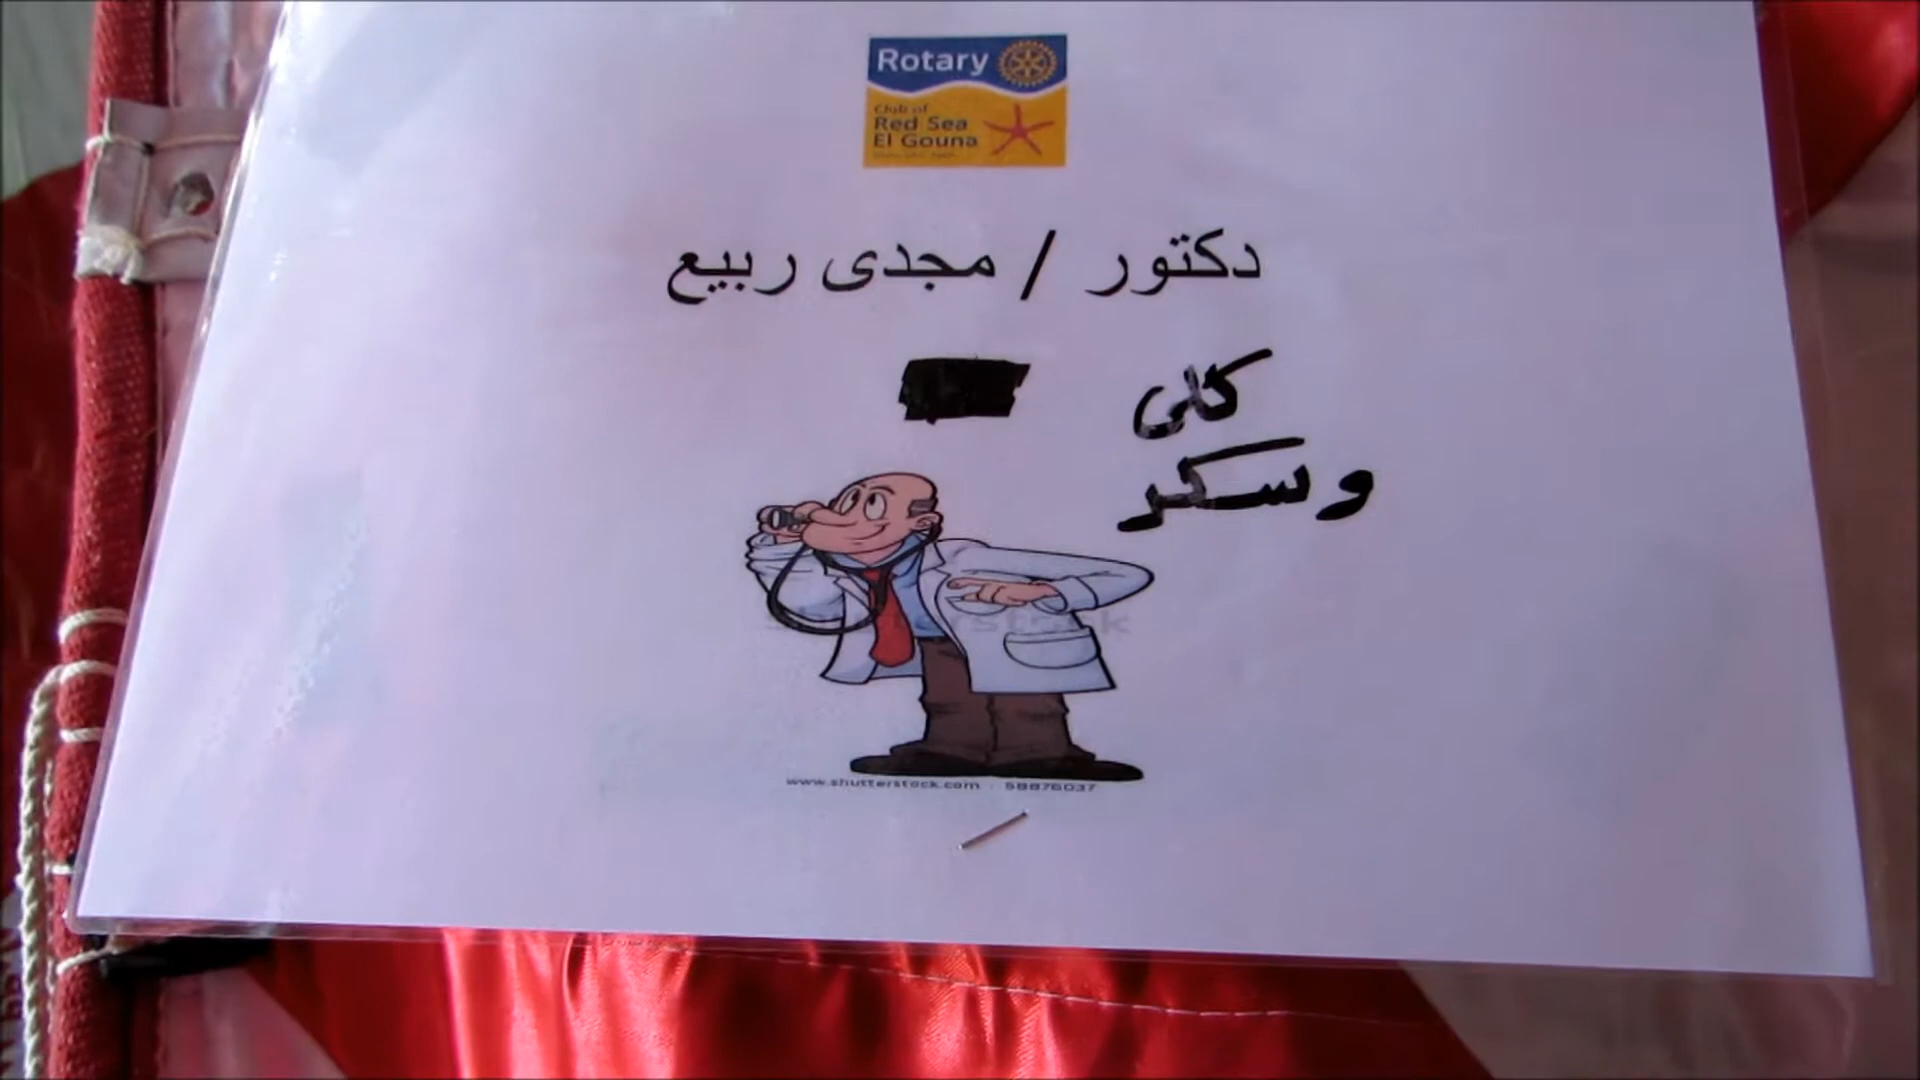 Rotary
Club of
Red Sea
El Gouna
دكتور / مجدى ربيع
كلى
وسكر
www.shutterstock.com · 58876037